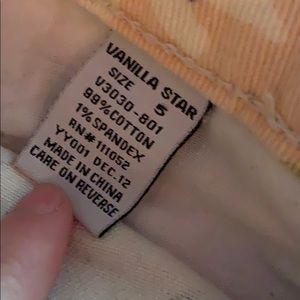 VANILLA STAR
SIZE 5
V3030-801
99%COTTON
1% SPANDEX
RN# 111052
YY001 DEC.12
MADE IN CHINA
CARE ON REVERSE